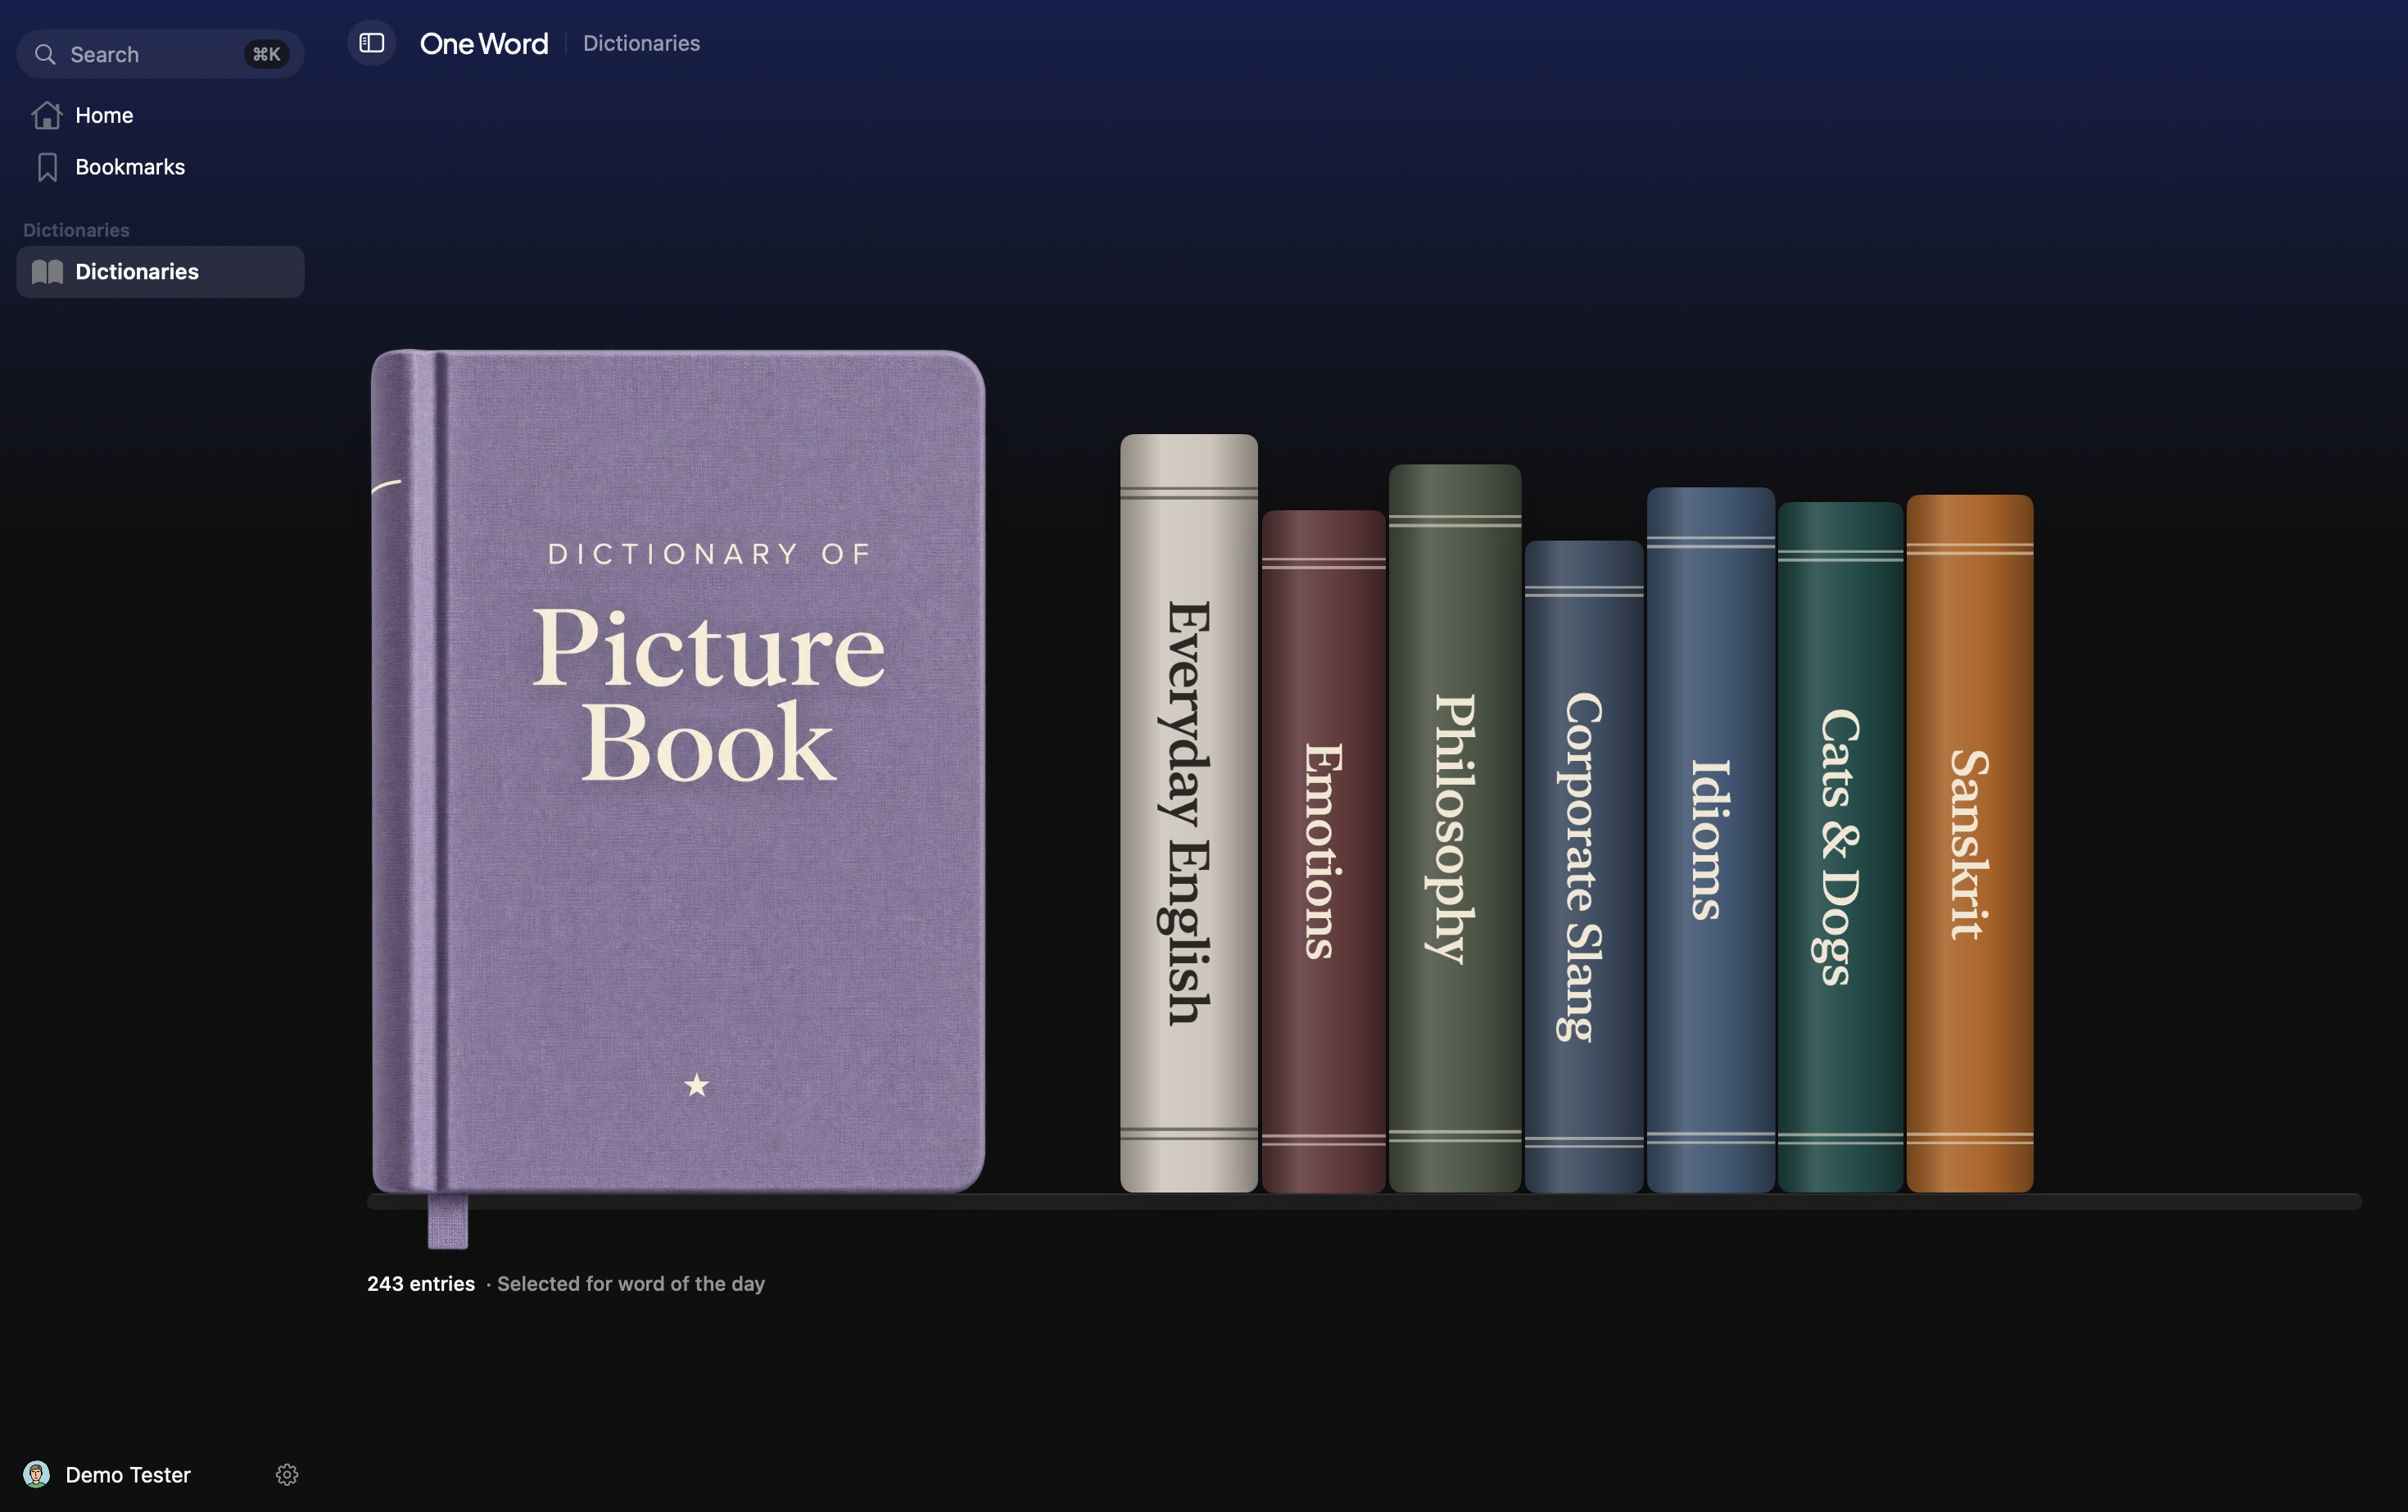 Search
⌘K
Home
Bookmarks
Dictionaries
Dictionaries
One Word
Dictionaries
DICTIONARY OF
Picture
Book
Everyday English
Emotions
Philosophy
Corporate Slang
Idioms
Cats & Dogs
Sanskrit
243 entries · Selected for word of the day
Demo Tester